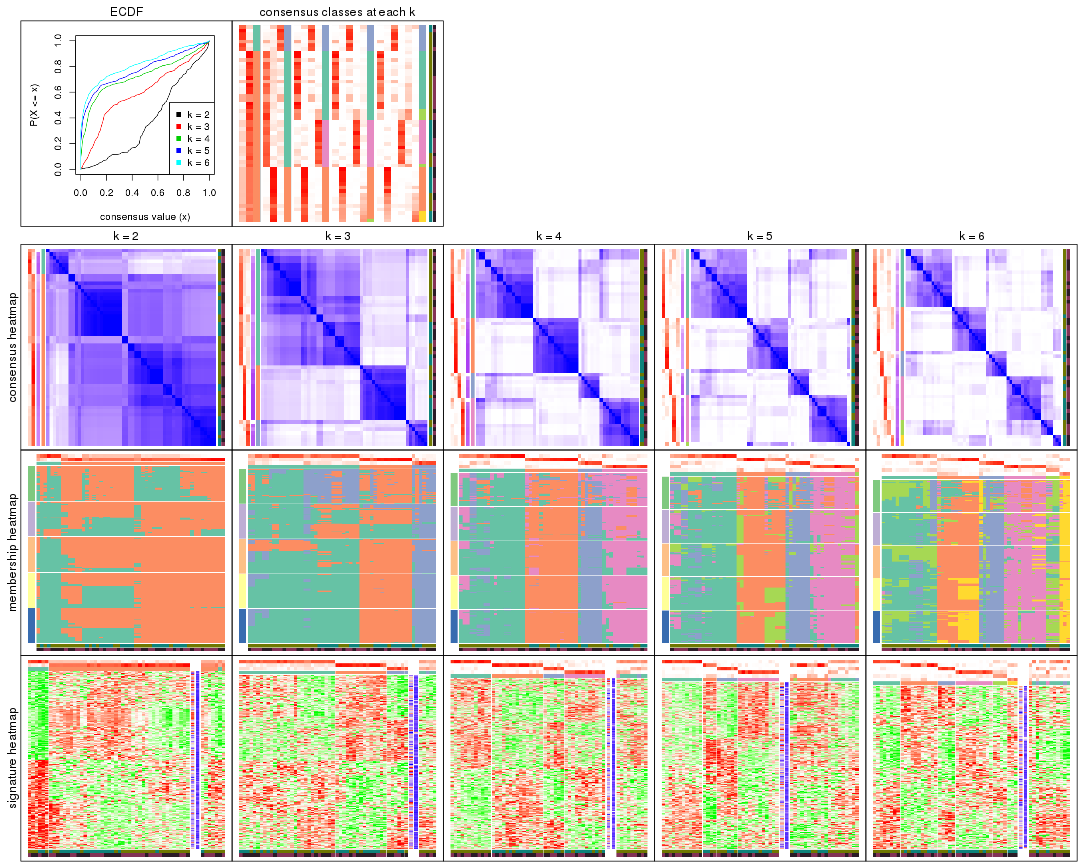 ECDF
consensus classes at each k
P(X <= x)
1.0
0.8
0.6
0.4
0.2
0.0
k = 2
k = 3
k = 4
k = 5
k = 6
0.0 0.2 0.4 0.6 0.8 1.0
consensus value (x)
k = 2 k = 3 k = 4 k = 5 k = 6
consensus heatmap
membership heatmap
signature heatmap